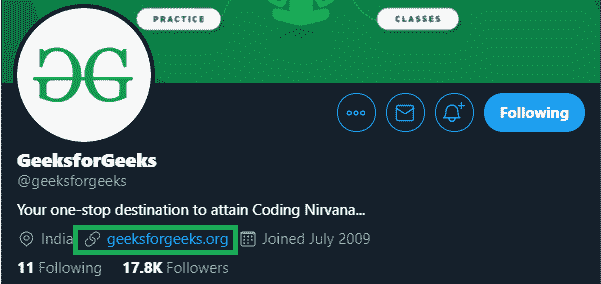 PRACTICE
CLASSES
Following
GeeksforGeeks
@geeksforgeeks
Your one-stop destination to attain Coding Nirvana...
India geeksforgeeks.org Joined July 2009
11 Following 17.8K Followers